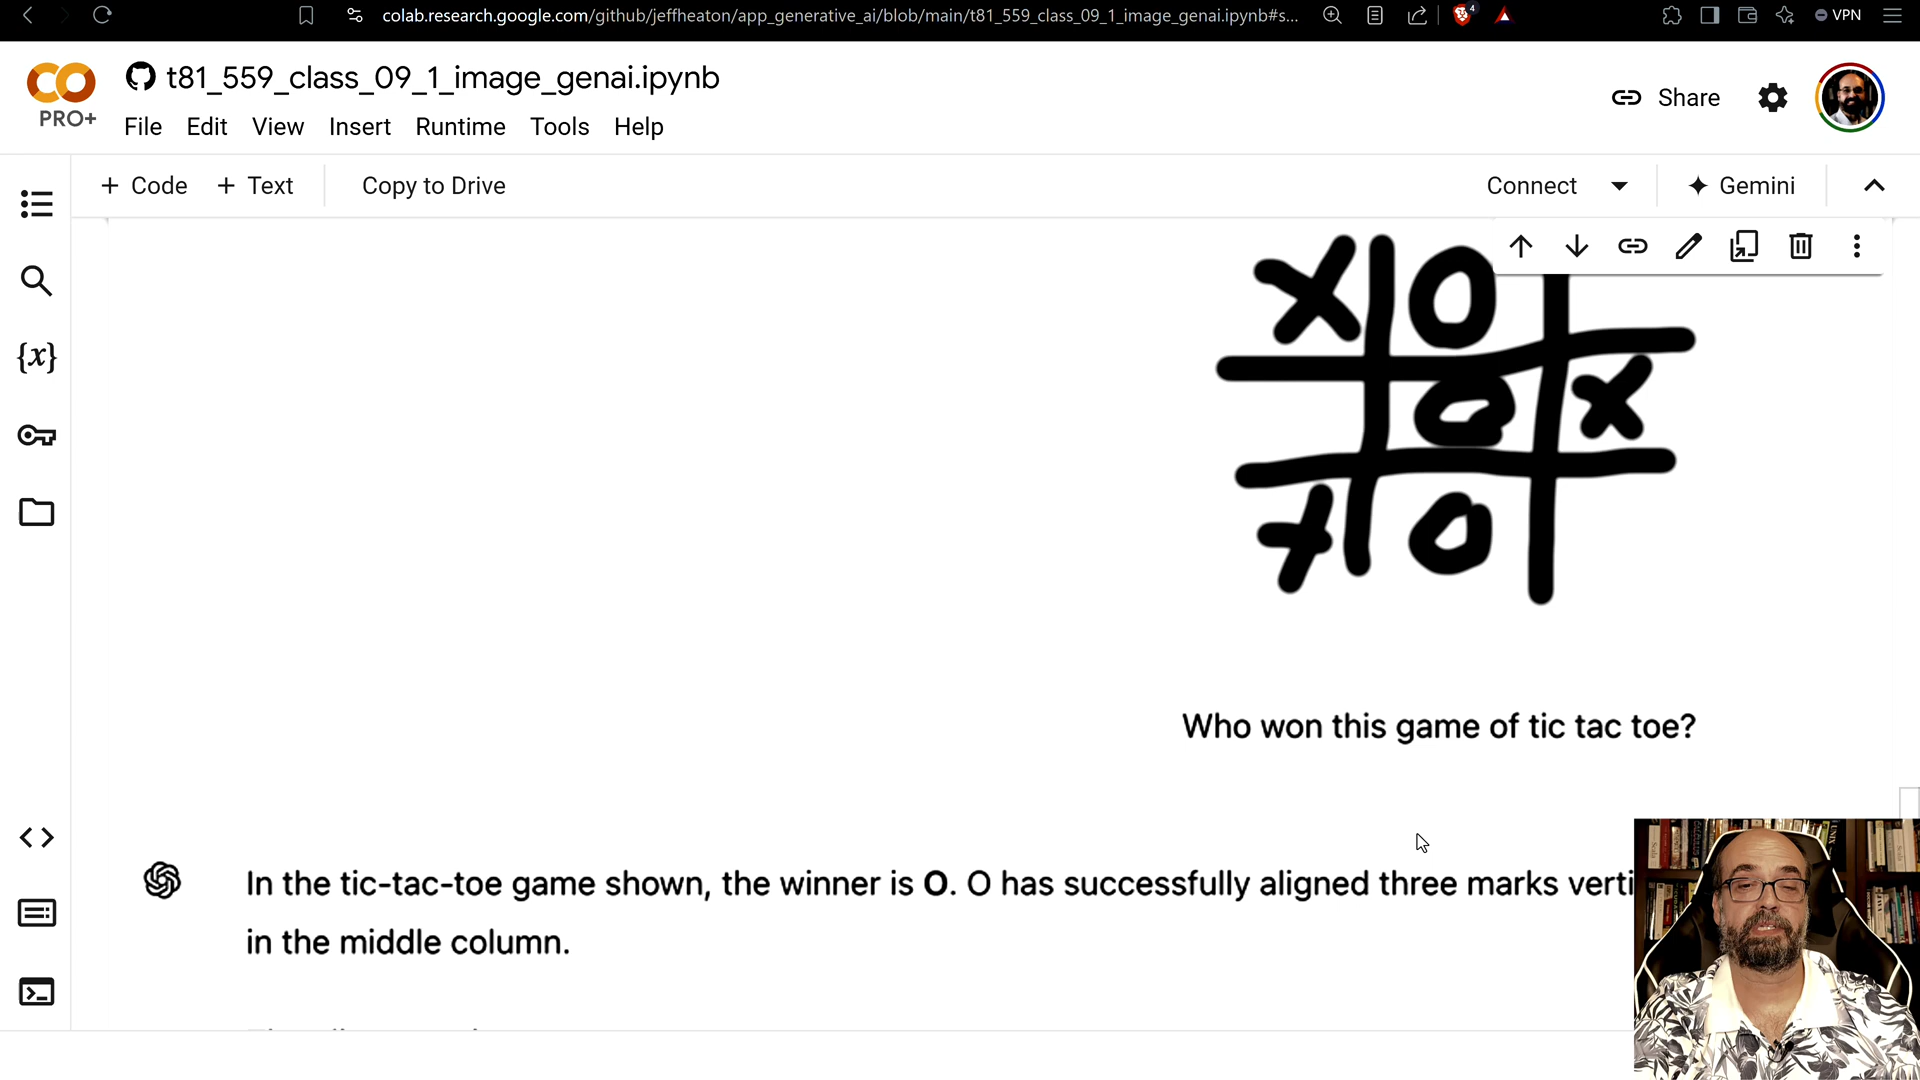 colab.research.google.com/github/jeffheaton/app_generative_ai/blob/main/t81_559_class_09_1_image_genai.ipynb#s...
4
VPN
t81_559_class_09_1_image_genai.ipynb
PRO+
File Edit View Insert Runtime Tools Help
Share
+ Code + Text
Copy to Drive
Connect
Gemini
{x}
X O
O X
X O
Who won this game of tic tac toe?
In the tic-tac-toe game shown, the winner is O. O has successfully aligned three marks verti
in the middle column.